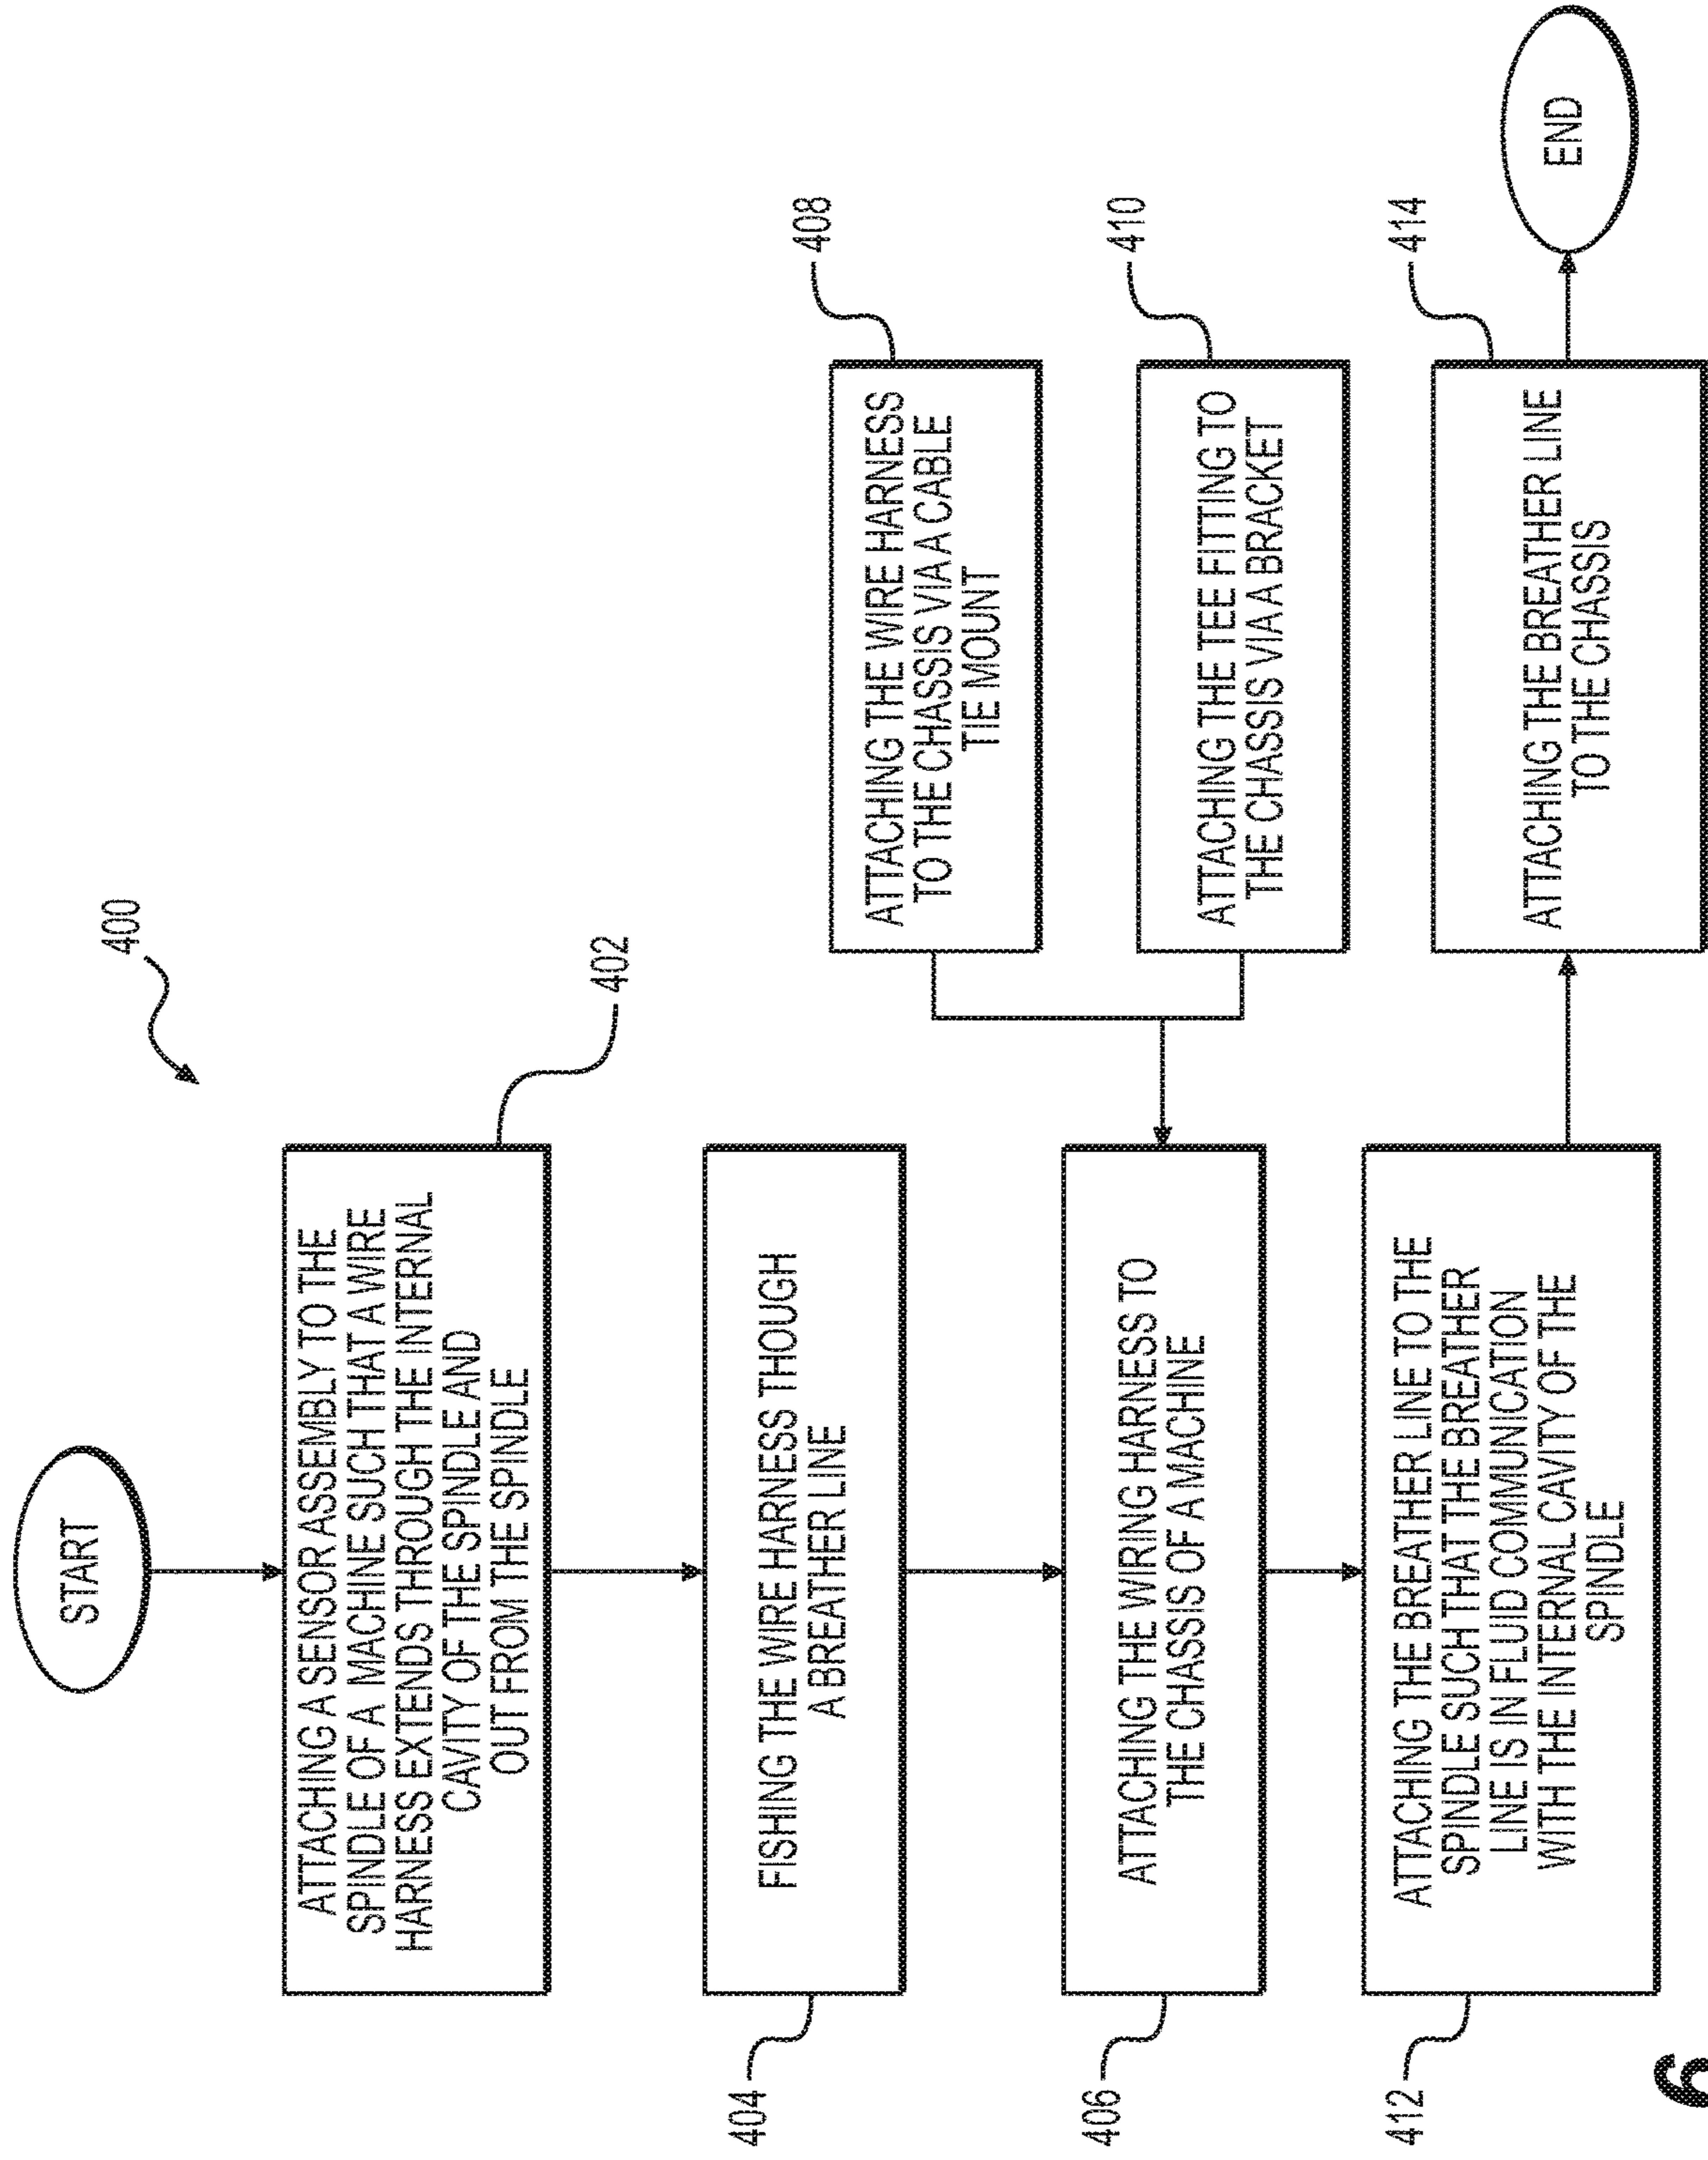 START
400
ATTACHING A SENSOR ASSEMBLY TO THE
SPINDLE OF A MACHINE SUCH THAT A WIRE
HARNESS EXTENDS THROUGH THE INTERNAL
CAVITY OF THE SPINDLE AND
OUT FROM THE SPINDLE
402
404
FISHING THE WIRE HARNESS THOUGH
A BREATHER LINE
406
ATTACHING THE WIRING HARNESS TO
THE CHASSIS OF A MACHINE
ATTACHING THE WIRE HARNESS
TO THE CHASSIS VIA A CABLE
TIE MOUNT
408
ATTACHING THE TEE FITTING TO
THE CHASSIS VIA A BRACKET
410
412
ATTACHING THE BREATHER LINE TO THE
SPINDLE SUCH THAT THE BREATHER
LINE IS IN FLUID COMMUNICATION
WITH THE INTERNAL CAVITY OF THE
SPINDLE
ATTACHING THE BREATHER LINE
TO THE CHASSIS
414
END